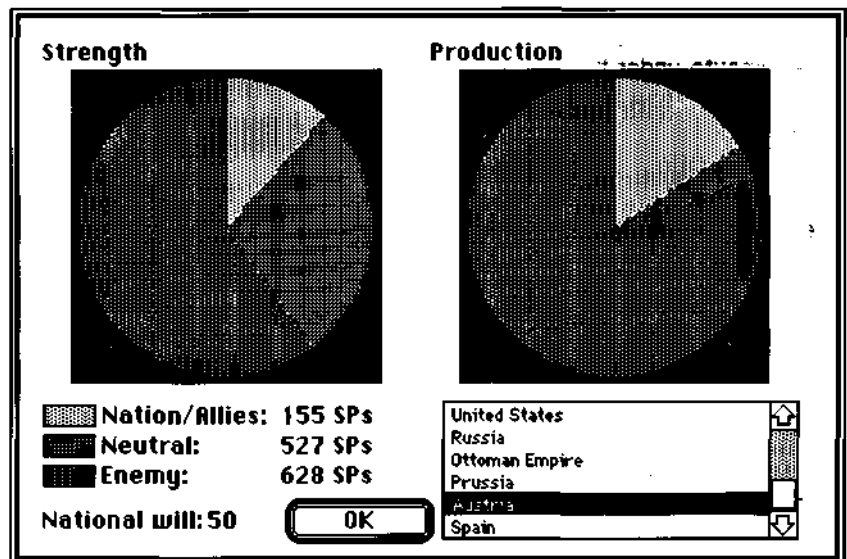 Strength
Production
Nation/Allies: 155 SPs
Neutral: 527 SPs
Enemy: 628 SPs
National will: 50
OK
United States
Russia
Ottoman Empire
Prussia
Austria
Spain